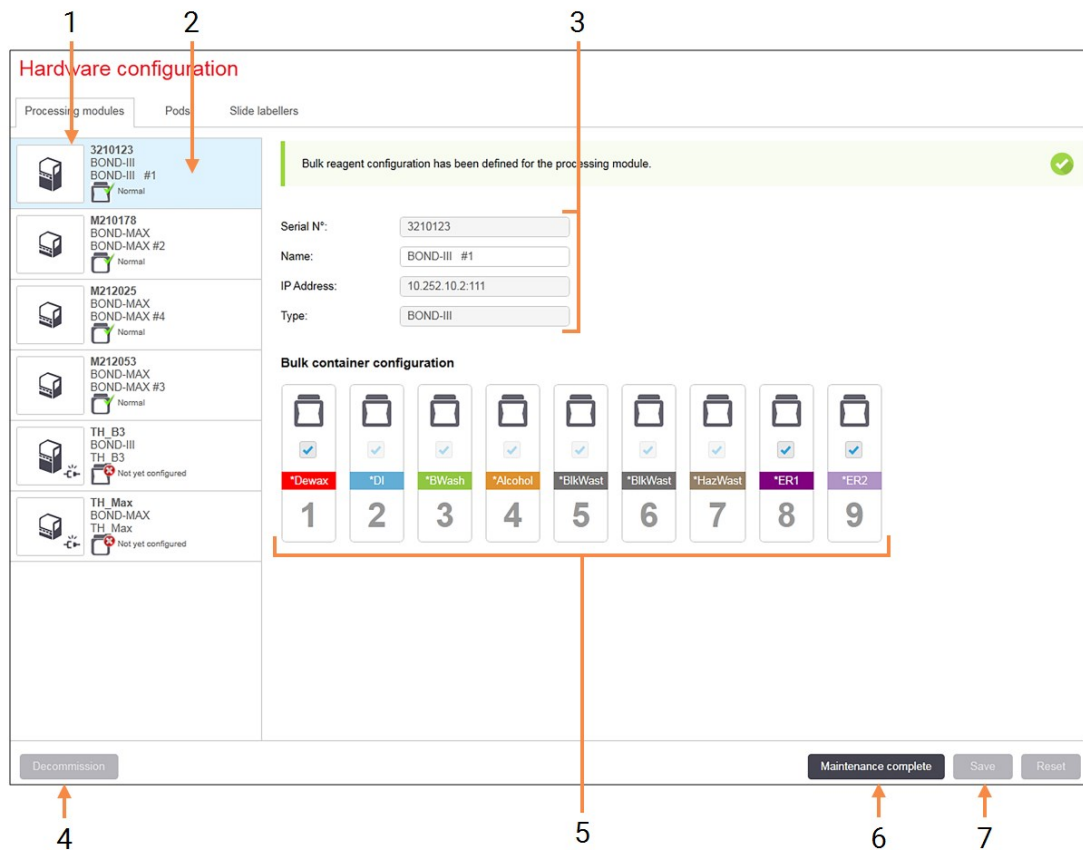 1 2 3
Hardware configuration
Processing modules Pods Slide labellers
3210123
BOND-III
BOND-III #1
Normal
M210178
BOND-MAX
BOND-MAX #2
Normal
M212025
BOND-MAX
BOND-MAX #4
Normal
M212053
BOND-MAX
BOND-MAX #3
Normal
TH_B3
BOND-III
TH_B3
Not yet configured
TH_Max
BOND-MAX
TH_Max
Not yet configured
Bulk reagent configuration has been defined for the processing module.
Serial N°: 3210123
Name: BOND-III #1
IP Address: 10.252.10.2:111
Type: BOND-III
Bulk container configuration
*Dewax *DI *BWash *Alcohol *BlkWast *BlkWast *HazWast *ER1 *ER2
1 2 3 4 5 6 7 8 9
Decommission Maintenance complete Save Reset
4 5 6 7